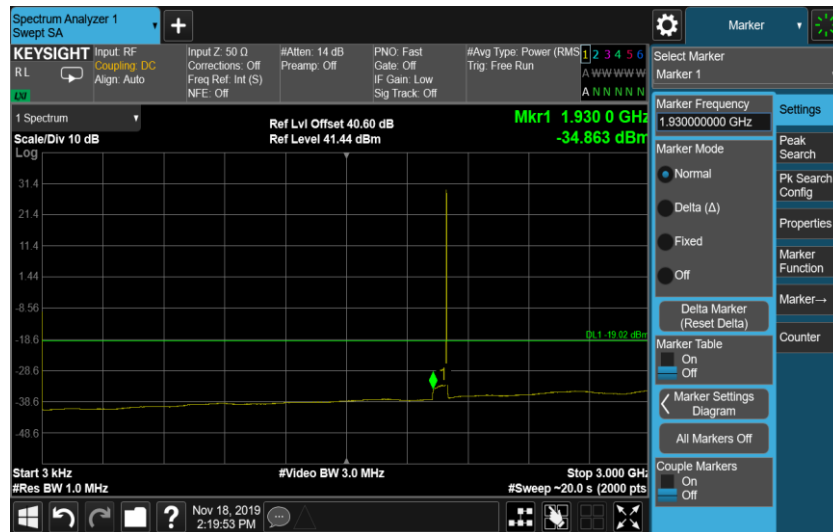 Spectrum Analyzer 1
Swept SA
+
Marker
KEYSIGHT
RL
LXI
Input: RF
Coupling: DC
Align: Auto
Input Z: 50 Ω
Corrections: Off
Freq Ref: Int (S)
NFE: Off
#Atten: 14 dB
Preamp: Off
PNO: Fast
Gate: Off
IF Gain: Low
Sig Track: Off
#Avg Type: Power (RMS
Trig: Free Run
1 2 3 4 5 6
A W W W W W
A N N N N N
Select Marker
Marker 1
1 Spectrum
Scale/Div 10 dB
Log
Ref Lvl Offset 40.60 dB
Ref Level 41.44 dBm
Mkr1 1.930 0 GHz
-34.863 dBm
31.4
21.4
11.4
1.44
-8.56
-18.6
-28.6
-38.6
-48.6
DL1 -19.02 dBm
1
Start 3 kHz
#Res BW 1.0 MHz
#Video BW 3.0 MHz
Stop 3.000 GHz
#Sweep ~20.0 s (2000 pts
Marker Frequency
1.930000000 GHz
Marker Mode
Normal
Delta (Δ)
Fixed
Off
Delta Marker
(Reset Delta)
Marker Table
On
Off
Marker Settings
Diagram
All Markers Off
Couple Markers
On
Off
Settings
Peak
Search
Pk Search
Config
Properties
Marker
Function
Marker→
Counter
?
Nov 18, 2019
2:19:53 PM